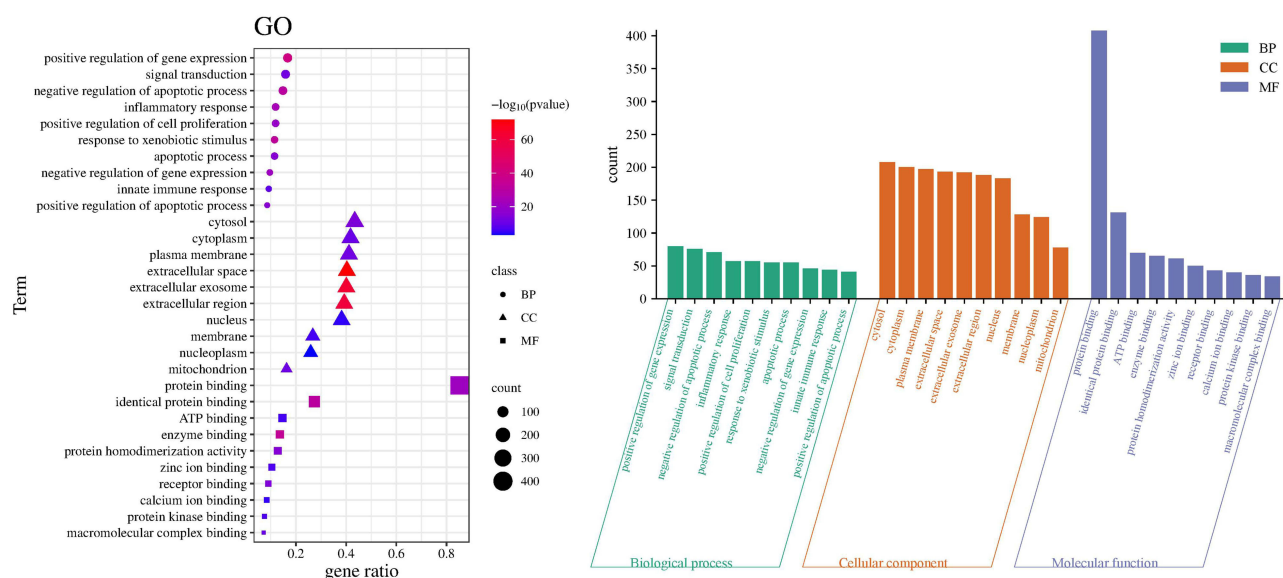 GO
Term
positive regulation of gene expression
signal transduction
negative regulation of apoptotic process
inflammatory response
positive regulation of cell proliferation
response to xenobiotic stimulus
apoptotic process
negative regulation of gene expression
innate immune response
positive regulation of apoptotic process
cytosol
cytoplasm
plasma membrane
extracellular space
extracellular exosome
extracellular region
nucleus
membrane
nucleoplasm
mitochondrion
protein binding
identical protein binding
ATP binding
enzyme binding
protein homodimerization activity
zinc ion binding
receptor binding
calcium ion binding
protein kinase binding
macromolecular complex binding
0.2 0.4 0.6 0.8
gene ratio
−log10(pvalue)
60
40
20
class
BP
CC
MF
count
100
200
300
400
count
400
350
300
250
200
150
100
50
0
BP
CC
MF
positive regulation of gene expression
signal transduction
negative regulation of apoptotic process
inflammatory response
positive regulation of cell proliferation
response to xenobiotic stimulus
apoptotic process
negative regulation of gene expression
innate immune response
positive regulation of apoptotic process
cytosol
cytoplasm
plasma membrane
extracellular space
extracellular exosome
extracellular region
nucleus
membrane
nucleoplasm
mitochondrion
protein binding
identical protein binding
ATP binding
enzyme binding
protein homodimerization activity
zinc ion binding
receptor binding
calcium ion binding
protein kinase binding
macromolecular complex binding
Biological process
Cellular component
Molecular function